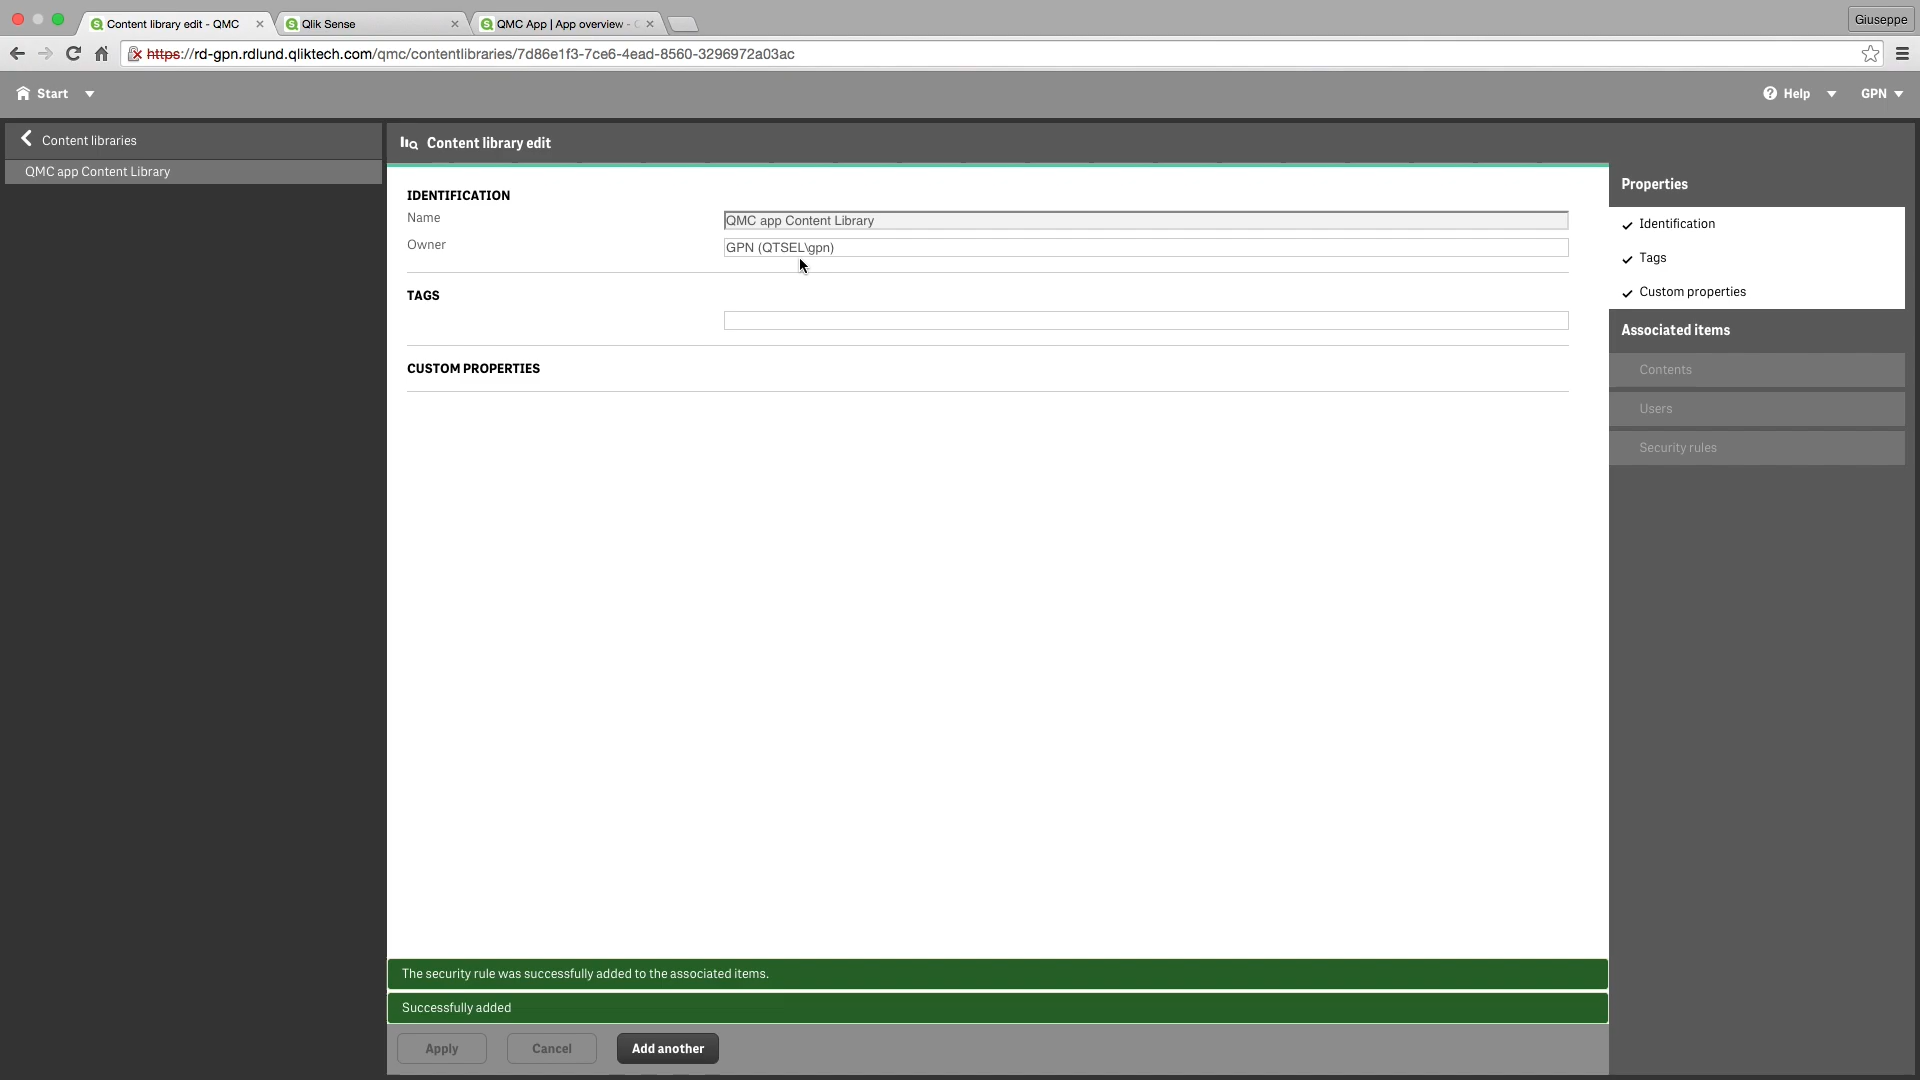 Content library edit - QMC
Qlik Sense
QMC App | App overview -
Giuseppe
https://rd-gpn.rdlund.qliktech.com/qmc/contentlibraries/7d86e1f3-7ce6-4ead-8560-3296972a03ac
Start
Help
GPN
Content libraries
QMC app Content Library
Content library edit
IDENTIFICATION
Name
QMC app Content Library
Owner
GPN (QTSEL\gpn)
TAGS
CUSTOM PROPERTIES
Properties
Identification
Tags
Custom properties
Associated items
Contents
Users
Security rules
The security rule was successfully added to the associated items.
Successfully added
Apply
Cancel
Add another